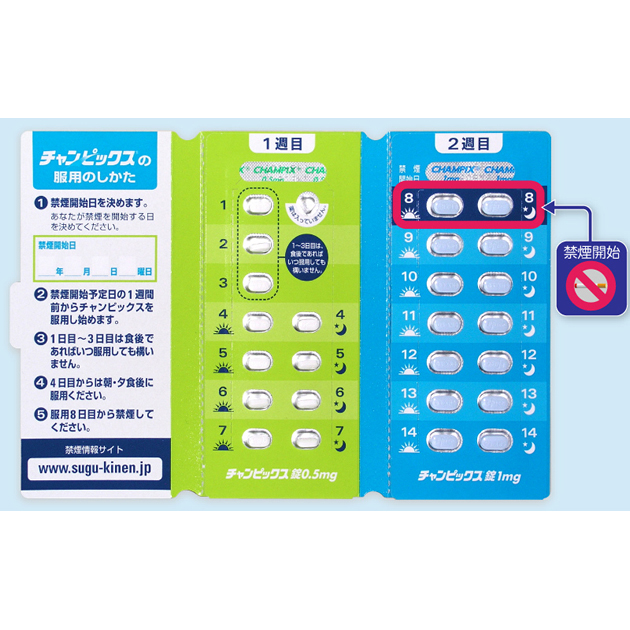 チャンピックスの
服用のしかた
1 禁煙開始日を決めます。
あなたが禁煙を開始する日
を決めてください。
禁煙開始日
年 月 日 曜日
2 禁煙開始予定日の1週間
前からチャンピックスを
服用し始めます。
3 1日目～3日目は食後で
あればいつ服用しても構い
ません。
4 4日目からは朝・夕食後に
服用ください。
5 服用8日目から禁煙して
ください。
禁煙情報サイト
www.sugu-kinen.jp
1週目
X® CHAMPIX® CHA
1
薬は入っていません。
2
1～3日目は、
食後であれば
いつ服用しても
構いません。
3
4 4
5 5
6 6
7 7
チャンピックス錠0.5mg
2週目
禁煙
開始日
CHAMPIX® CHAM
8 8
9 9
10 10
11 11
12 12
13 13
14 14
チャンピックス錠1mg
禁煙開始